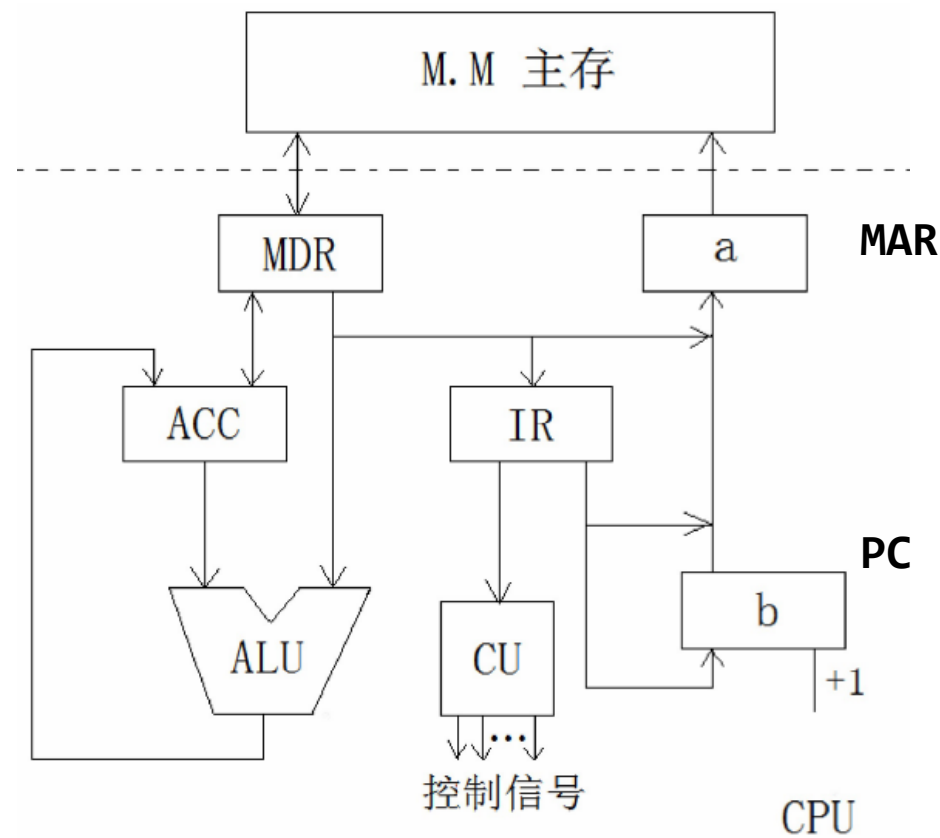 M.M 主存
MDR
a
MAR
ACC
IR
PC
b
ALU
CU
+1
...
控制信号
CPU